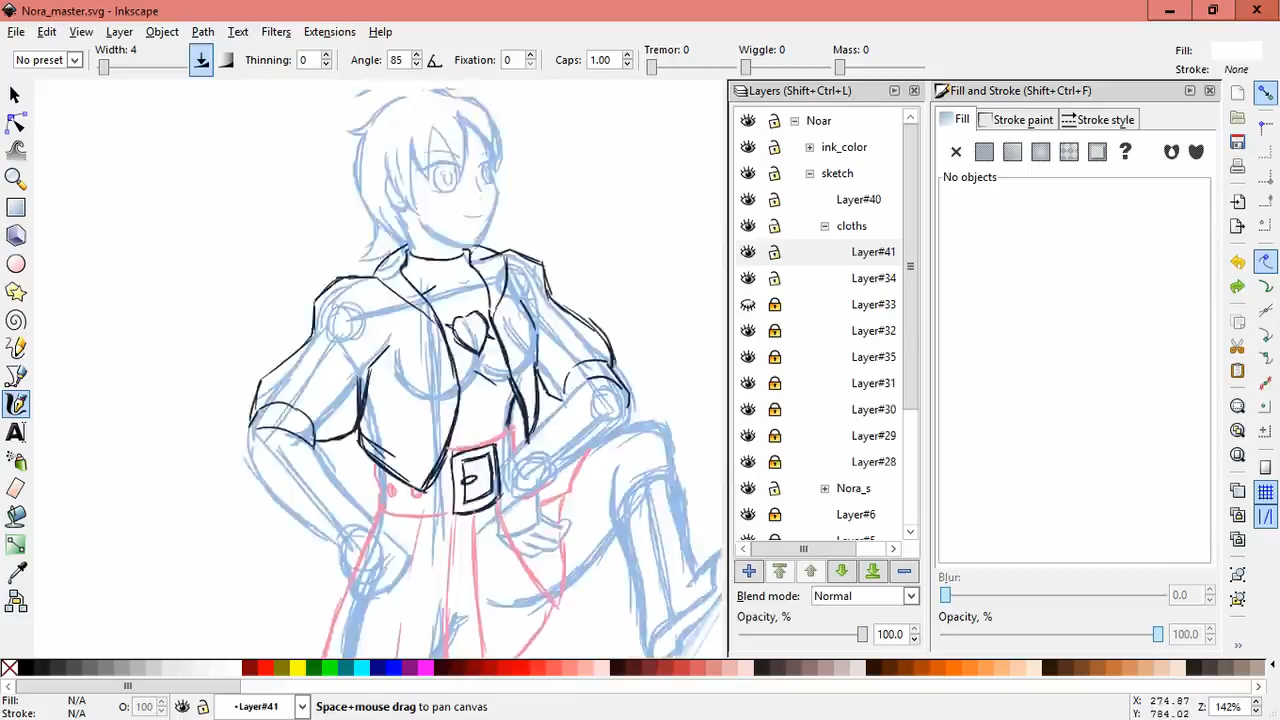 Nora_master.svg - Inkscape
File Edit View Layer Object Path Filters Text Extensions Help
No preset Width: 4 Thinning: 0 Angle: 85 Fixation: 0 Caps: 1.00 Tremor: 0 Wiggle: 0 Mass: 0 Fill:
Stroke: None
Layers (Shift+Ctrl+L)
Noar
ink_color
sketch
Layer#40
cloths
Layer#41
Layer#34
Layer#33
Layer#32
Layer#35
Layer#31
Layer#30
Layer#29
Layer#28
Nora_s
Layer#6
Blend mode: Normal
Opacity, % 100.0
Fill and Stroke (Shift+Ctrl+F)
Fill Stroke paint Stroke style
No objects
Blur: 0.0
Opacity, % 100.0
Fill: N/A
Stroke: N/A
O: 100
•Layer#41
Space+mouse drag to pan canvas
X: 274.87
Y: 784.02
Z: 142%